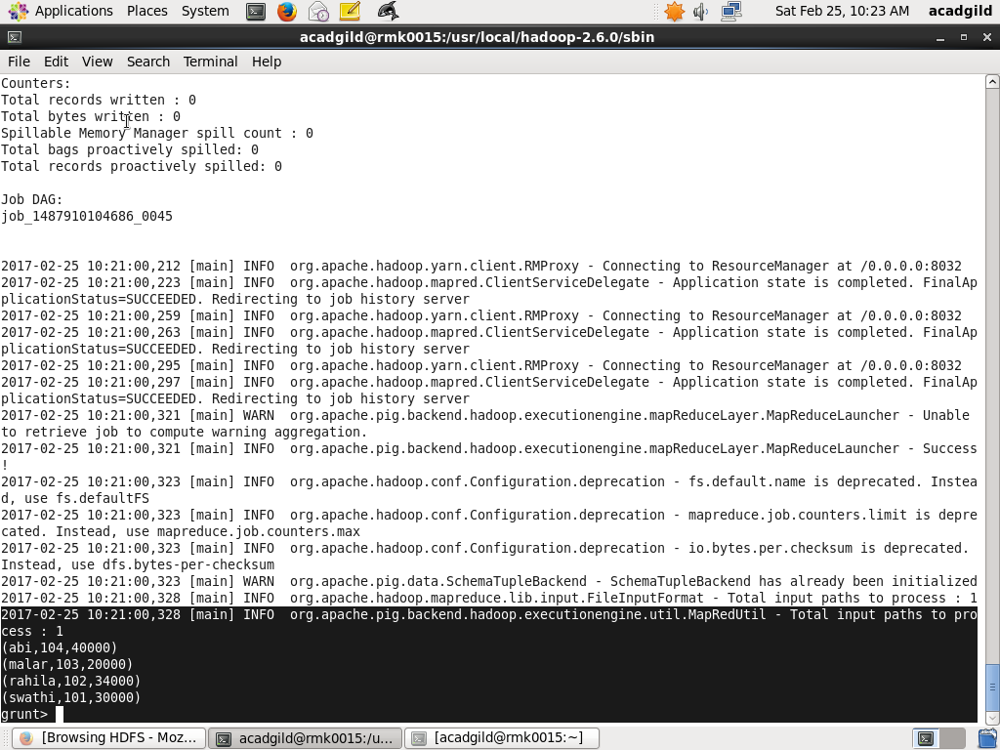 Applications Places System
Sat Feb 25, 10:23 AM acadgild
acadgild@rmk0015:/usr/local/hadoop-2.6.0/sbin
File Edit View Search Terminal Help
Counters:
Total records written : 0
Total bytes written : 0
Spillable Memory Manager spill count : 0
Total bags proactively spilled: 0
Total records proactively spilled: 0
Job DAG:
job_1487910104686_0045
2017-02-25 10:21:00,212 [main] INFO  org.apache.hadoop.yarn.client.RMProxy - Connecting to ResourceManager at /0.0.0.0:8032
2017-02-25 10:21:00,223 [main] INFO  org.apache.hadoop.mapred.ClientServiceDelegate - Application state is completed. FinalAp
plicationStatus=SUCCEEDED. Redirecting to job history server
2017-02-25 10:21:00,259 [main] INFO  org.apache.hadoop.yarn.client.RMProxy - Connecting to ResourceManager at /0.0.0.0:8032
2017-02-25 10:21:00,263 [main] INFO  org.apache.hadoop.mapred.ClientServiceDelegate - Application state is completed. FinalAp
plicationStatus=SUCCEEDED. Redirecting to job history server
2017-02-25 10:21:00,295 [main] INFO  org.apache.hadoop.yarn.client.RMProxy - Connecting to ResourceManager at /0.0.0.0:8032
2017-02-25 10:21:00,297 [main] INFO  org.apache.hadoop.mapred.ClientServiceDelegate - Application state is completed. FinalAp
plicationStatus=SUCCEEDED. Redirecting to job history server
2017-02-25 10:21:00,321 [main] WARN  org.apache.pig.backend.hadoop.executionengine.mapReduceLayer.MapReduceLauncher - Unable
to retrieve job to compute warning aggregation.
2017-02-25 10:21:00,321 [main] INFO  org.apache.pig.backend.hadoop.executionengine.mapReduceLayer.MapReduceLauncher - Success
!
2017-02-25 10:21:00,323 [main] INFO  org.apache.hadoop.conf.Configuration.deprecation - fs.default.name is deprecated. Instea
d, use fs.defaultFS
2017-02-25 10:21:00,323 [main] INFO  org.apache.hadoop.conf.Configuration.deprecation - mapreduce.job.counters.limit is depre
cated. Instead, use mapreduce.job.counters.max
2017-02-25 10:21:00,323 [main] INFO  org.apache.hadoop.conf.Configuration.deprecation - io.bytes.per.checksum is deprecated.
Instead, use dfs.bytes-per-checksum
2017-02-25 10:21:00,323 [main] WARN  org.apache.pig.data.SchemaTupleBackend - SchemaTupleBackend has already been initialized
2017-02-25 10:21:00,328 [main] INFO  org.apache.hadoop.mapreduce.lib.input.FileInputFormat - Total input paths to process : 1
2017-02-25 10:21:00,328 [main] INFO  org.apache.pig.backend.hadoop.executionengine.util.MapRedUtil - Total input paths to pro
cess : 1
(abi,104,40000)
(malar,103,20000)
(rahila,102,34000)
(swathi,101,30000)
grunt>
[Browsing HDFS - Moz... acadgild@rmk0015:/u... [acadgild@rmk0015:~]